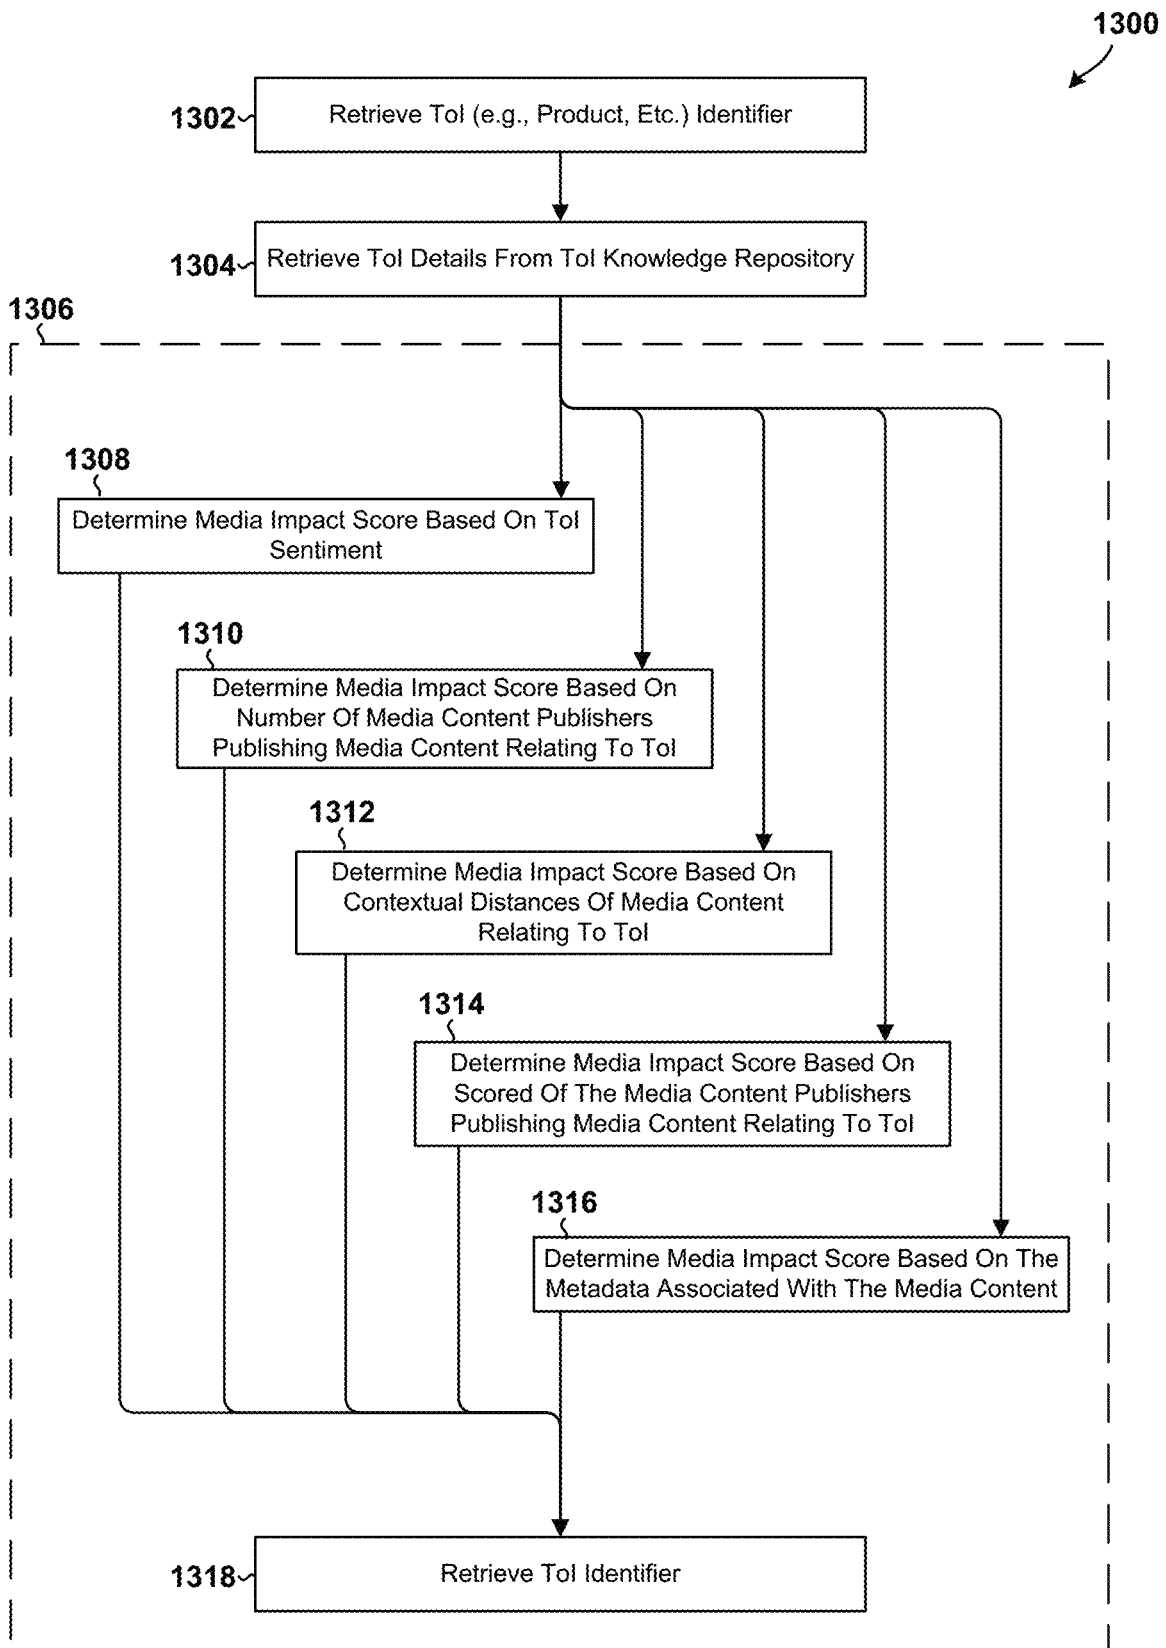 1300
1302
Retrieve ToI (e.g., Product, Etc.) Identifier
1304
Retrieve ToI Details From ToI Knowledge Repository
1306
1308
Determine Media Impact Score Based On ToI
Sentiment
1310
Determine Media Impact Score Based On
Number Of Media Content Publishers
Publishing Media Content Relating To ToI
1312
Determine Media Impact Score Based On
Contextual Distances Of Media Content
Relating To ToI
1314
Determine Media Impact Score Based On
Scored Of The Media Content Publishers
Publishing Media Content Relating To ToI
1316
Determine Media Impact Score Based On The
Metadata Associated With The Media Content
1318
Retrieve ToI Identifier